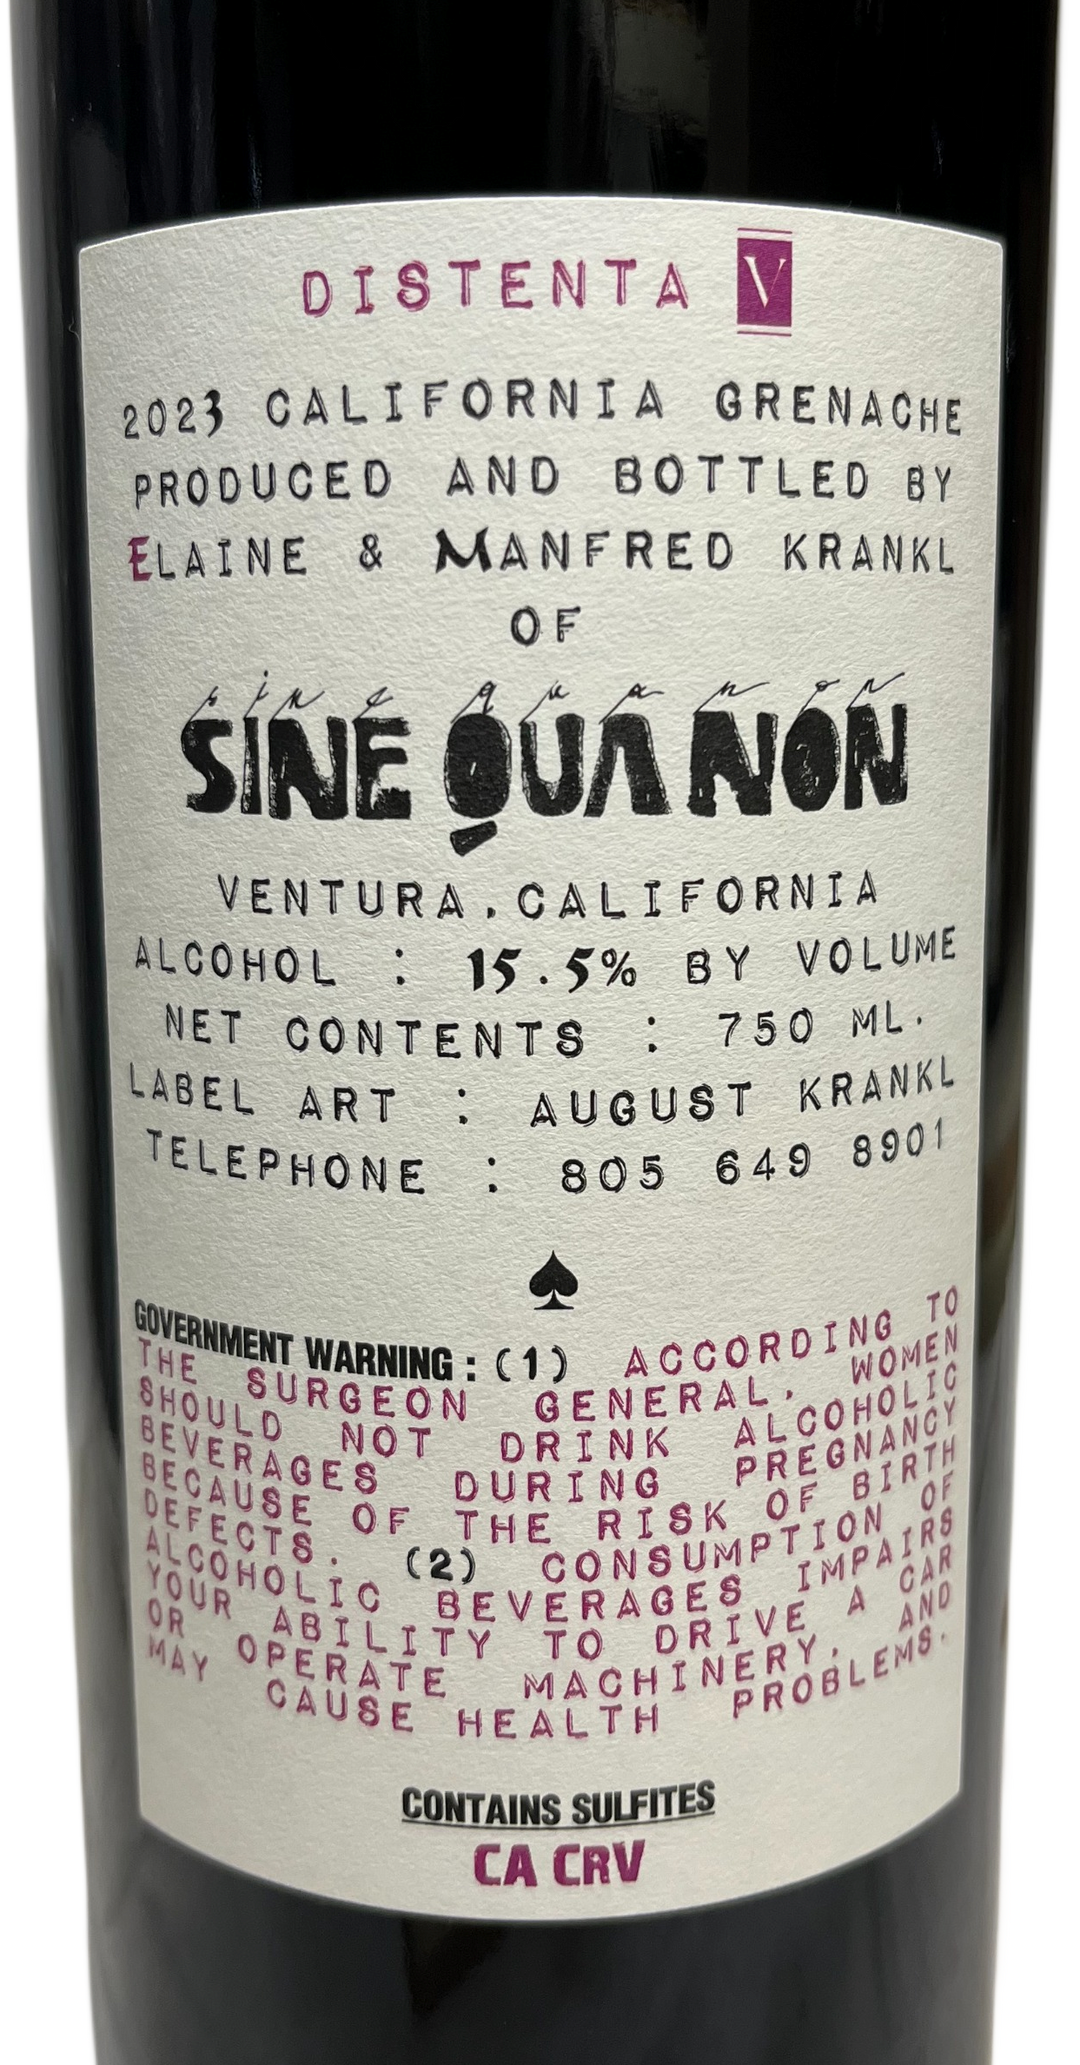 DISTENTA V
2023 CALIFORNIA GRENACHE
PRODUCED AND BOTTLED BY
ELAINE & MANFRED KRANKL
OF
sine qua non
SINE QUA NON
VENTURA, CALIFORNIA
ALCOHOL : 15.5% BY VOLUME
NET CONTENTS : 750 ML.
LABEL ART : AUGUST KRANKL
TELEPHONE : 805 649 8901
GOVERNMENT WARNING : (1) ACCORDING TO
THE SURGEON GENERAL, WOMEN
SHOULD NOT DRINK ALCOHOLIC
BEVERAGES DURING PREGNANCY
BECAUSE OF THE RISK OF BIRTH
DEFECTS. (2) CONSUMPTION OF
ALCOHOLIC BEVERAGES IMPAIRS
YOUR ABILITY TO DRIVE A CAR
OR OPERATE MACHINERY, AND
MAY CAUSE HEALTH PROBLEMS.
CONTAINS SULFITES
CA CRV